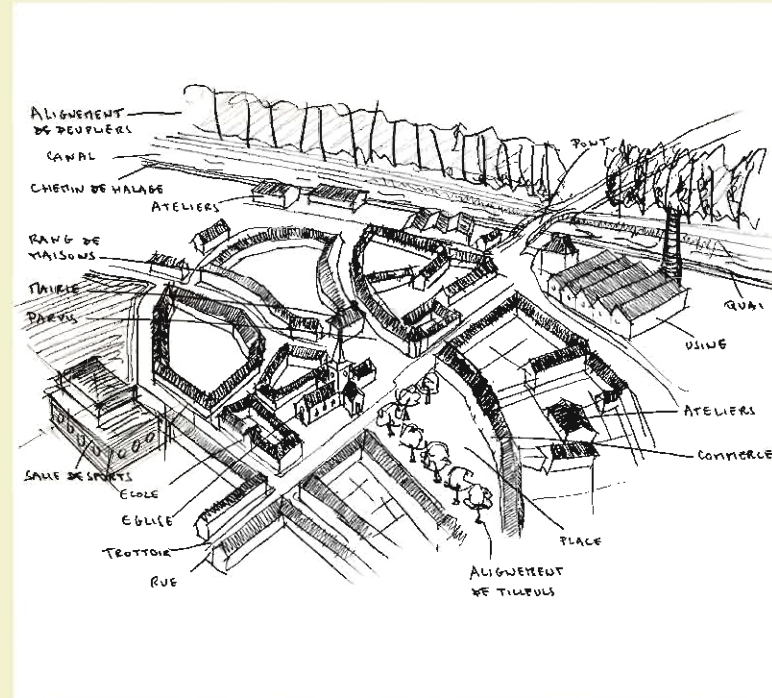 ALIGNEMENT
DE PEUPLIERS
CANAL
CHEMIN DE HALAGE
ATELIERS
PONT
RANG DE
MAISONS
MAIRIE
PARVIS
QUAI
USINE
ATELIERS
COMMERCE
SALLE DE SPORTS
ECOLE
EGLISE
TROTTOIR
RUE
PLACE
ALIGNEMENT
DE TILLEULS